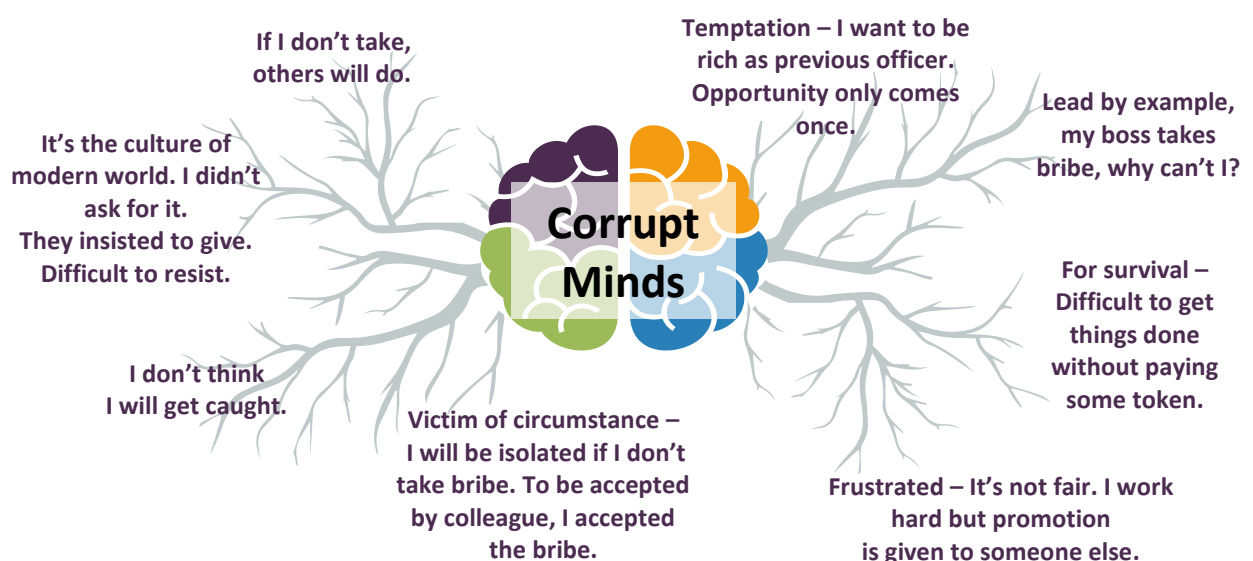 If I don’t take,
others will do.
Temptation – I want to be
rich as previous officer.
Opportunity only comes
once.
Lead by example,
my boss takes
bribe, why can’t I?
It’s the culture of
modern world. I didn’t
ask for it.
They insisted to give.
Difficult to resist.
Corrupt
Minds
For survival –
Difficult to get
things done
without paying
some token.
I don’t think
I will get caught.
Victim of circumstance –
I will be isolated if I don’t
take bribe. To be accepted
by colleague, I accepted
the bribe.
Frustrated – It’s not fair. I work
hard but promotion
is given to someone else.